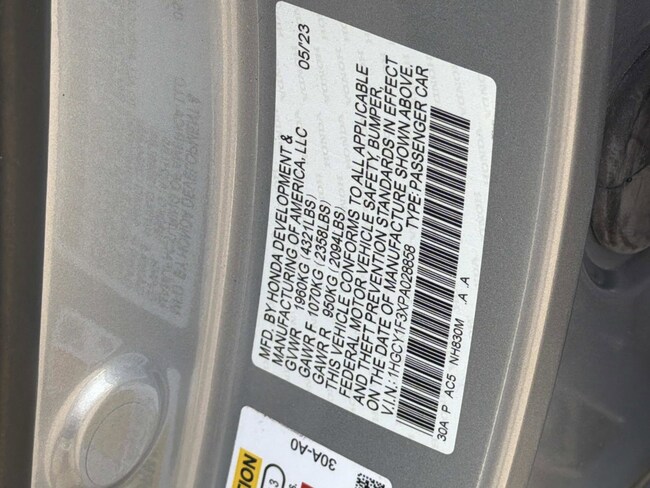 05/23
MFD. BY HONDA DEVELOPMENT &
MANUFACTURING OF AMERICA, LLC
GVWR 1960KG (4321LBS)
GAWR F 1070KG (2358LBS)
GAWR R 950KG (2094LBS)
THIS VEHICLE CONFORMS TO ALL APPLICABLE
FEDERAL MOTOR VEHICLE SAFETY, BUMPER,
AND THEFT PREVENTION STANDARDS IN EFFECT
ON THE DATE OF MANUFACTURE SHOWN ABOVE.
V.I.N.: 1HGCY1F3XPA028858 TYPE: PASSENGER CAR
30A P AC5 NH830M .A .A
30A-A0